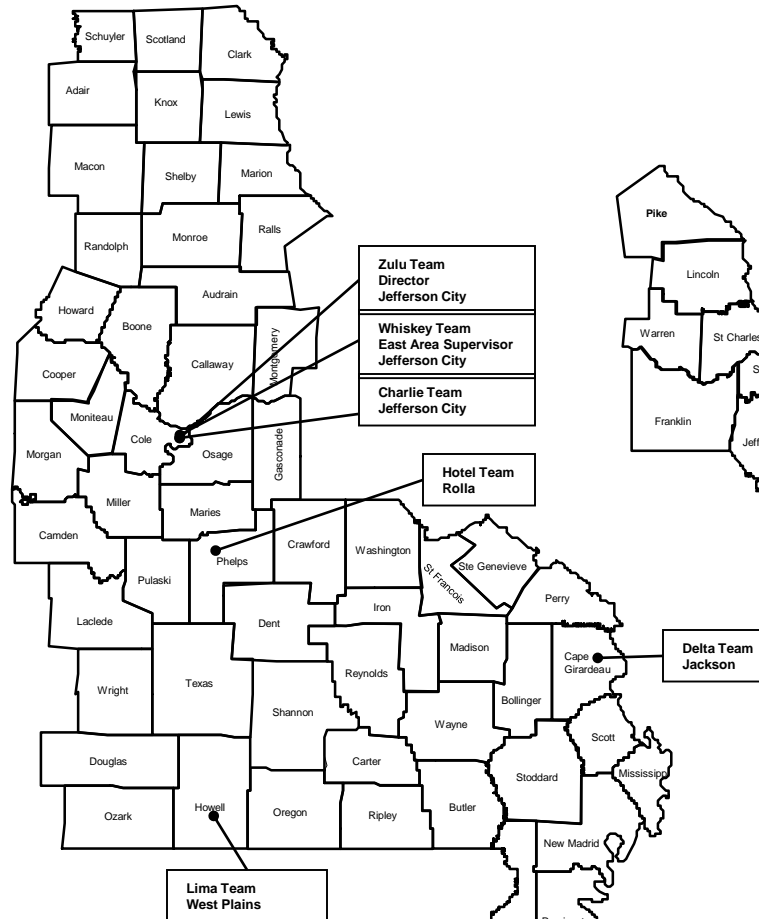 Schuyler
Scotland
Clark
Adair
Knox
Lewis
Macon
Shelby
Marion
Pike
Randolph
Monroe
Ralls
Zulu Team
Director
Jefferson City
Lincoln
Howard
Boone
Audrain
Whiskey Team
East Area Supervisor
Jefferson City
Warren
St Charles
Cooper
Callaway
Montgomery
Charlie Team
Jefferson City
Moniteau
Cole
Osage
Gasconade
Franklin
Morgan
Hotel Team
Rolla
Miller
Maries
Camden
Phelps
Crawford
Washington
St Francois
Ste Genevieve
Pulaski
Perry
Laclede
Dent
Iron
Madison
Cape
Girardeau
Delta Team
Jackson
Wright
Texas
Reynolds
Shannon
Bollinger
Wayne
Scott
Douglas
Carter
Stoddard
Mississipp
Ozark
Howell
Oregon
Ripley
Butler
New Madrid
Lima Team
West Plains